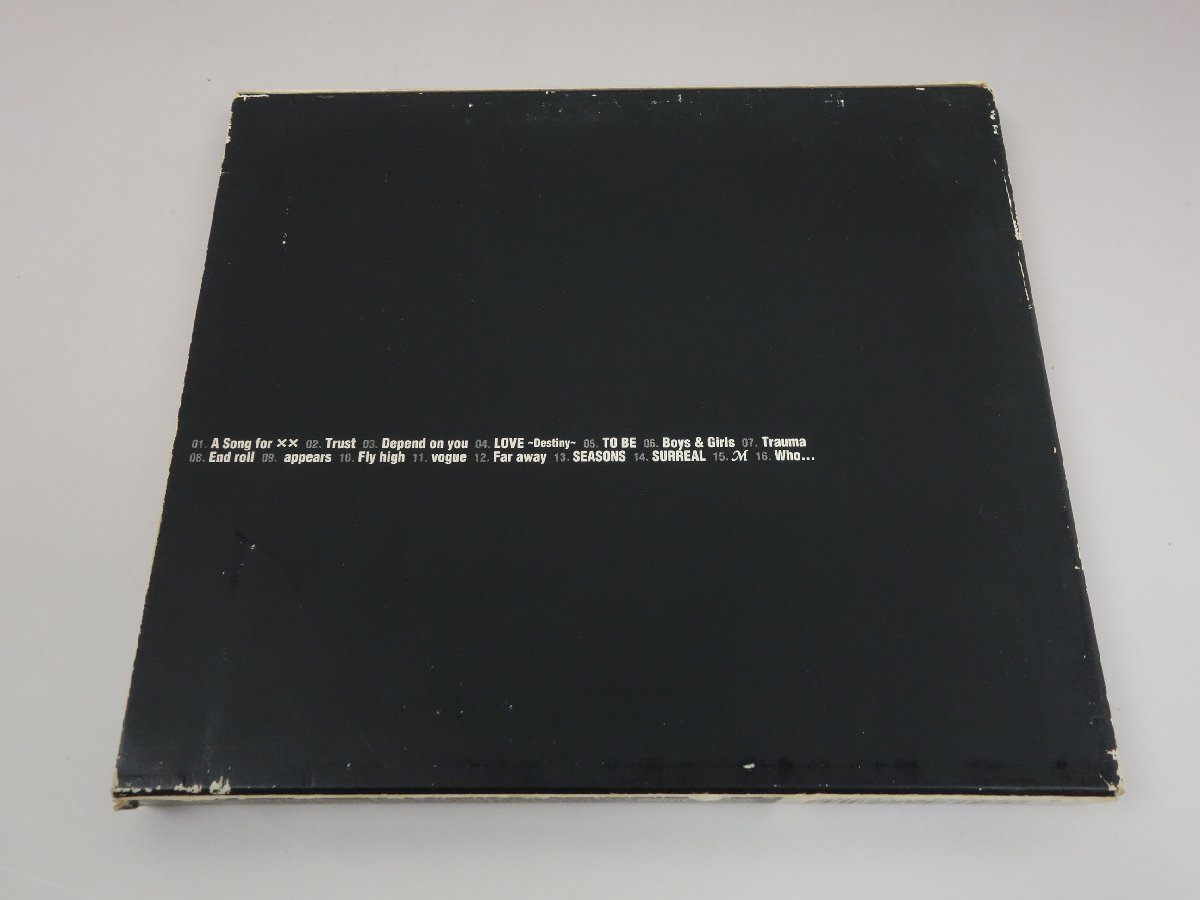 01. A Song for ×× 02. Trust 03. Depend on you 04. LOVE ~Destiny~ 05. TO BE 06. Boys & Girls 07. Trauma
08. End roll 09. appears 10. Fly high 11. vogue 12. Far away 13. SEASONS 14. SURREAL 15. M 16. Who...